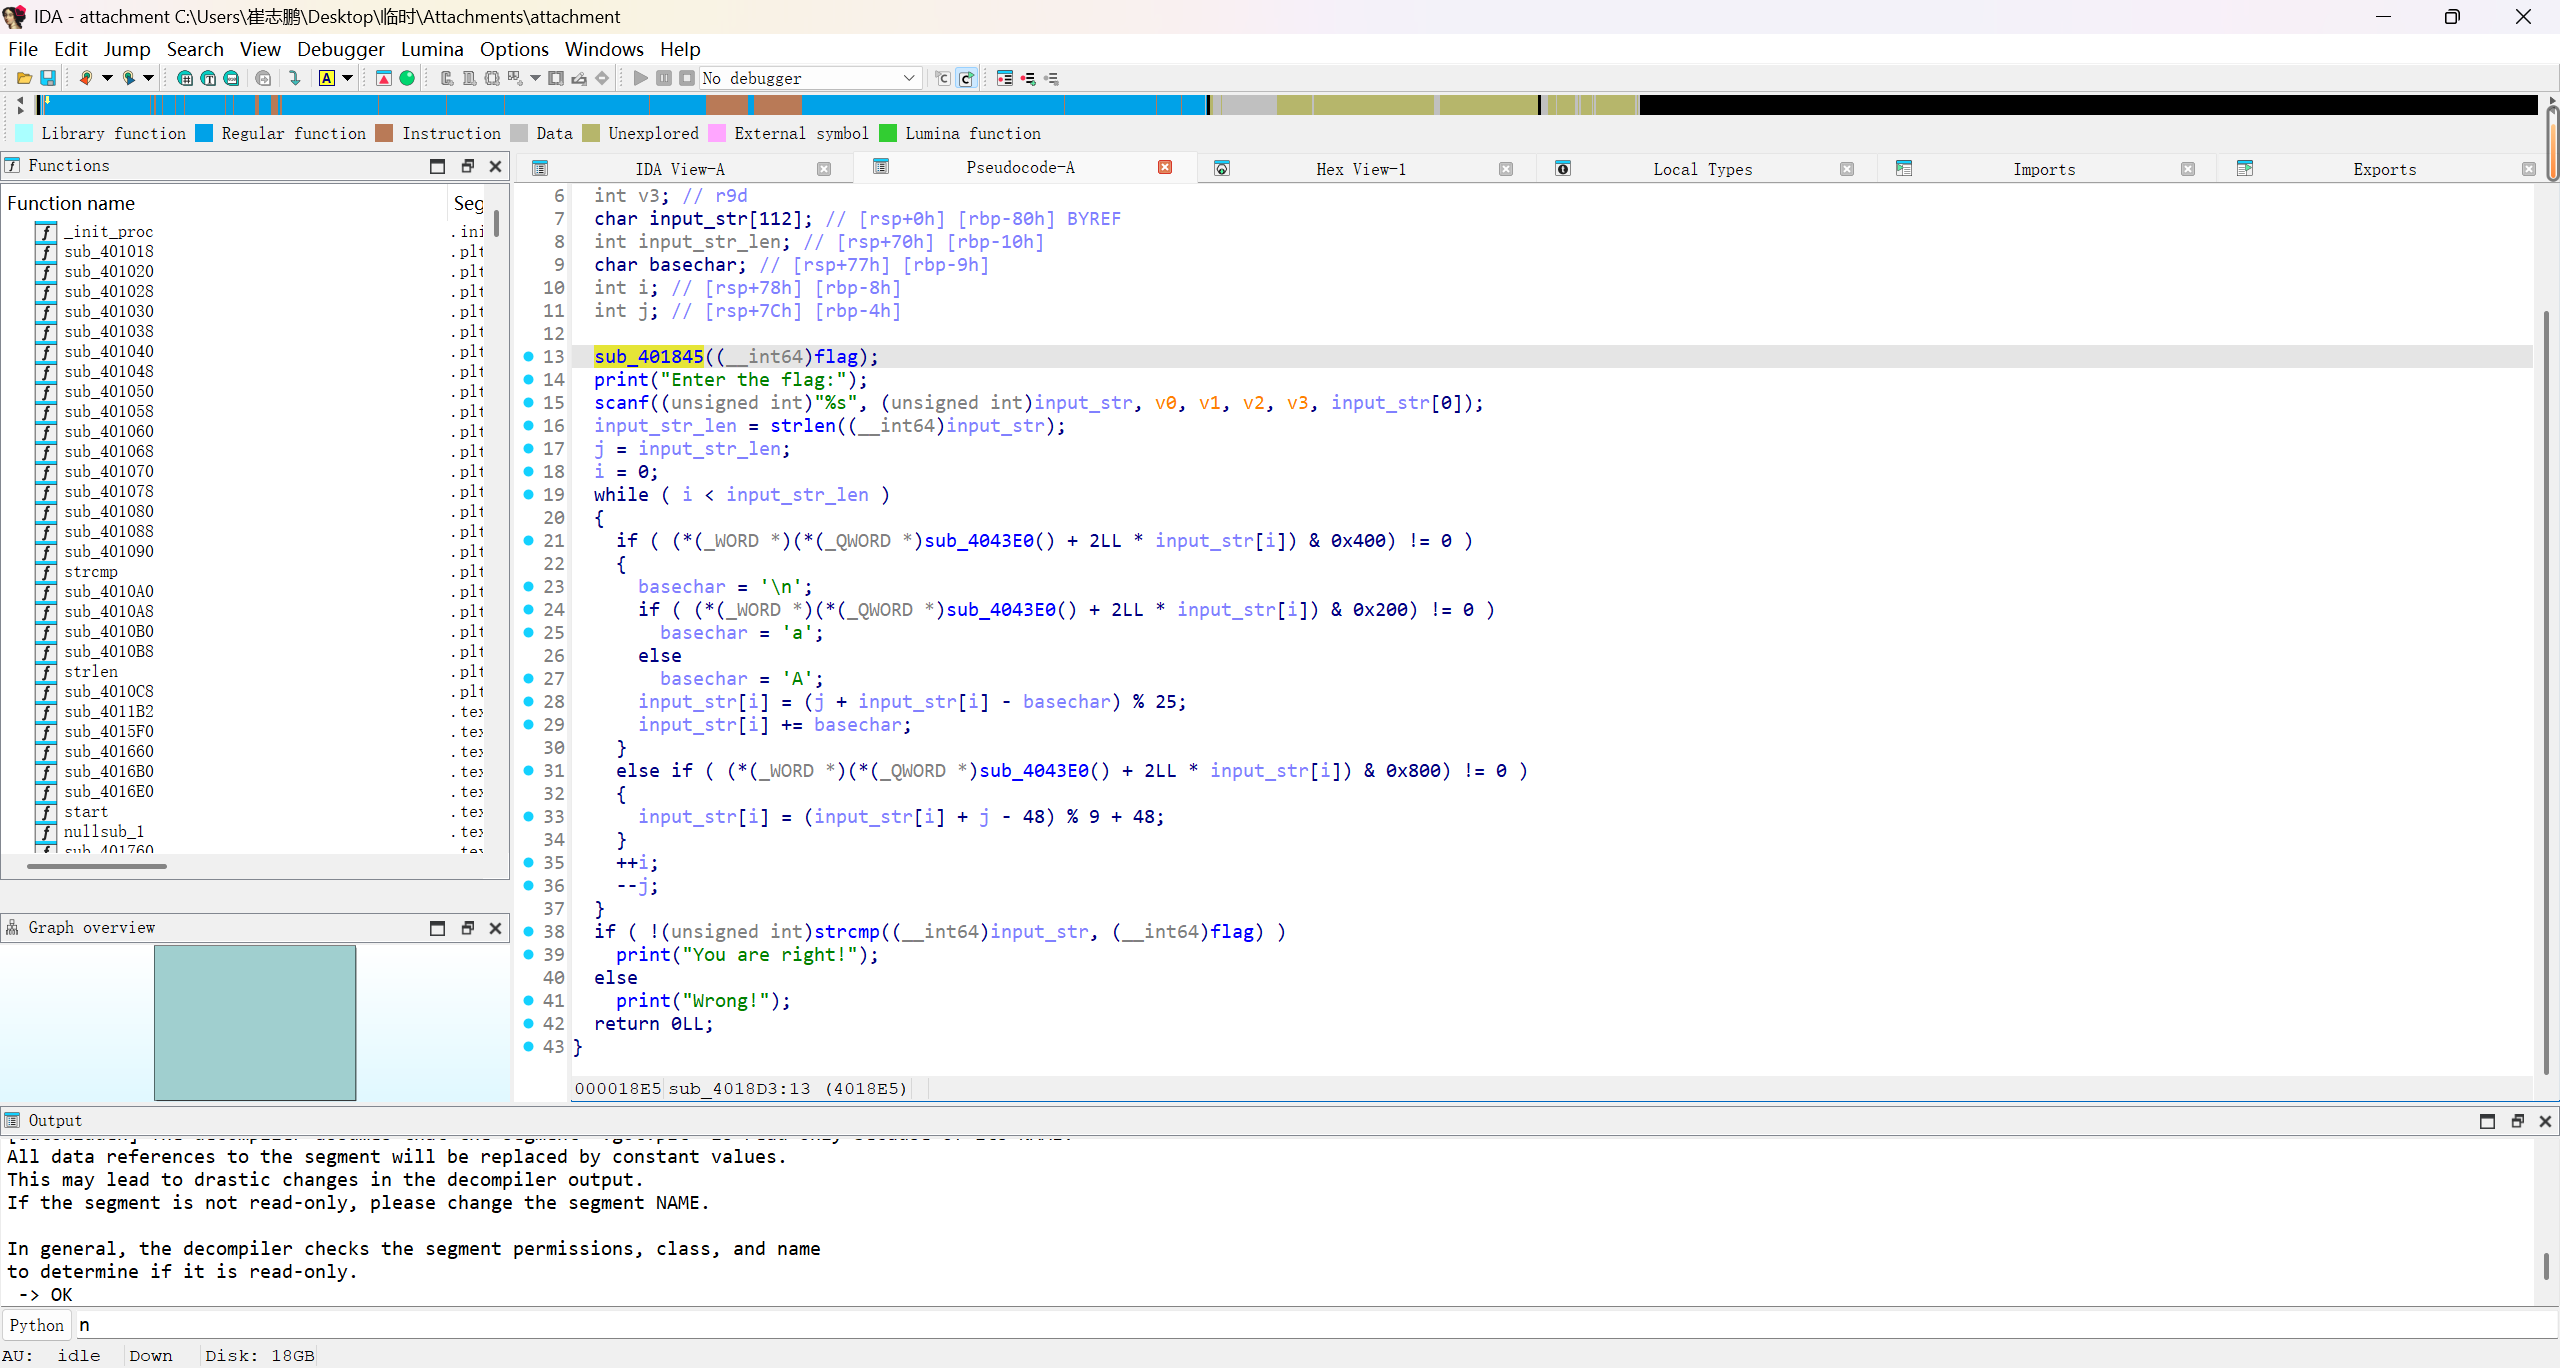 IDA - attachment C:\Users\崔志鹏\Desktop\临时\Attachments\attachment
File Edit Jump Search View Debugger Lumina Options Windows Help
No debugger
Library function Regular function Instruction Data Unexplored External symbol Lumina function
Functions
IDA View-A Pseudocode-A Hex View-1 Local Types Imports Exports
Function name Seg
_init_proc .ini
sub_401018 .plt
sub_401020 .plt
sub_401028 .plt
sub_401030 .plt
sub_401038 .plt
sub_401040 .plt
sub_401048 .plt
sub_401050 .plt
sub_401058 .plt
sub_401060 .plt
sub_401068 .plt
sub_401070 .plt
sub_401078 .plt
sub_401080 .plt
sub_401088 .plt
sub_401090 .plt
strcmp .plt
sub_4010A0 .plt
sub_4010A8 .plt
sub_4010B0 .plt
sub_4010B8 .plt
strlen .plt
sub_4010C8 .plt
sub_4011B2 .tex
sub_4015F0 .tex
sub_401660 .tex
sub_4016B0 .tex
sub_4016E0 .tex
start .tex
nullsub_1 .tex
sub_401760 .tex
Graph overview
6 int v3; // r9d
7 char input_str[112]; // [rsp+0h] [rbp-80h] BYREF
8 int input_str_len; // [rsp+70h] [rbp-10h]
9 char basechar; // [rsp+77h] [rbp-9h]
10 int i; // [rsp+78h] [rbp-8h]
11 int j; // [rsp+7Ch] [rbp-4h]
12
13 sub_401845((__int64)flag);
14 print("Enter the flag:");
15 scanf((unsigned int)"%s", (unsigned int)input_str, v0, v1, v2, v3, input_str[0]);
16 input_str_len = strlen((__int64)input_str);
17 j = input_str_len;
18 i = 0;
19 while ( i < input_str_len )
20 {
21 if ( (*(_WORD *)(*(_QWORD *)sub_4043E0() + 2LL * input_str[i]) & 0x400) != 0 )
22 {
23 basechar = '\n';
24 if ( (*(_WORD *)(*(_QWORD *)sub_4043E0() + 2LL * input_str[i]) & 0x200) != 0 )
25 basechar = 'a';
26 else
27 basechar = 'A';
28 input_str[i] = (j + input_str[i] - basechar) % 25;
29 input_str[i] += basechar;
30 }
31 else if ( (*(_WORD *)(*(_QWORD *)sub_4043E0() + 2LL * input_str[i]) & 0x800) != 0 )
32 {
33 input_str[i] = (input_str[i] + j - 48) % 9 + 48;
34 }
35 ++i;
36 --j;
37 }
38 if ( !(unsigned int)strcmp((__int64)input_str, (__int64)flag) )
39 print("You are right!");
40 else
41 print("Wrong!");
42 return 0LL;
43 }
000018E5 sub_4018D3:13 (4018E5)
Output
All data references to the segment will be replaced by constant values.
This may lead to drastic changes in the decompiler output.
If the segment is not read-only, please change the segment NAME.
In general, the decompiler checks the segment permissions, class, and name
to determine if it is read-only.
-> OK
Python n
AU: idle Down Disk: 18GB